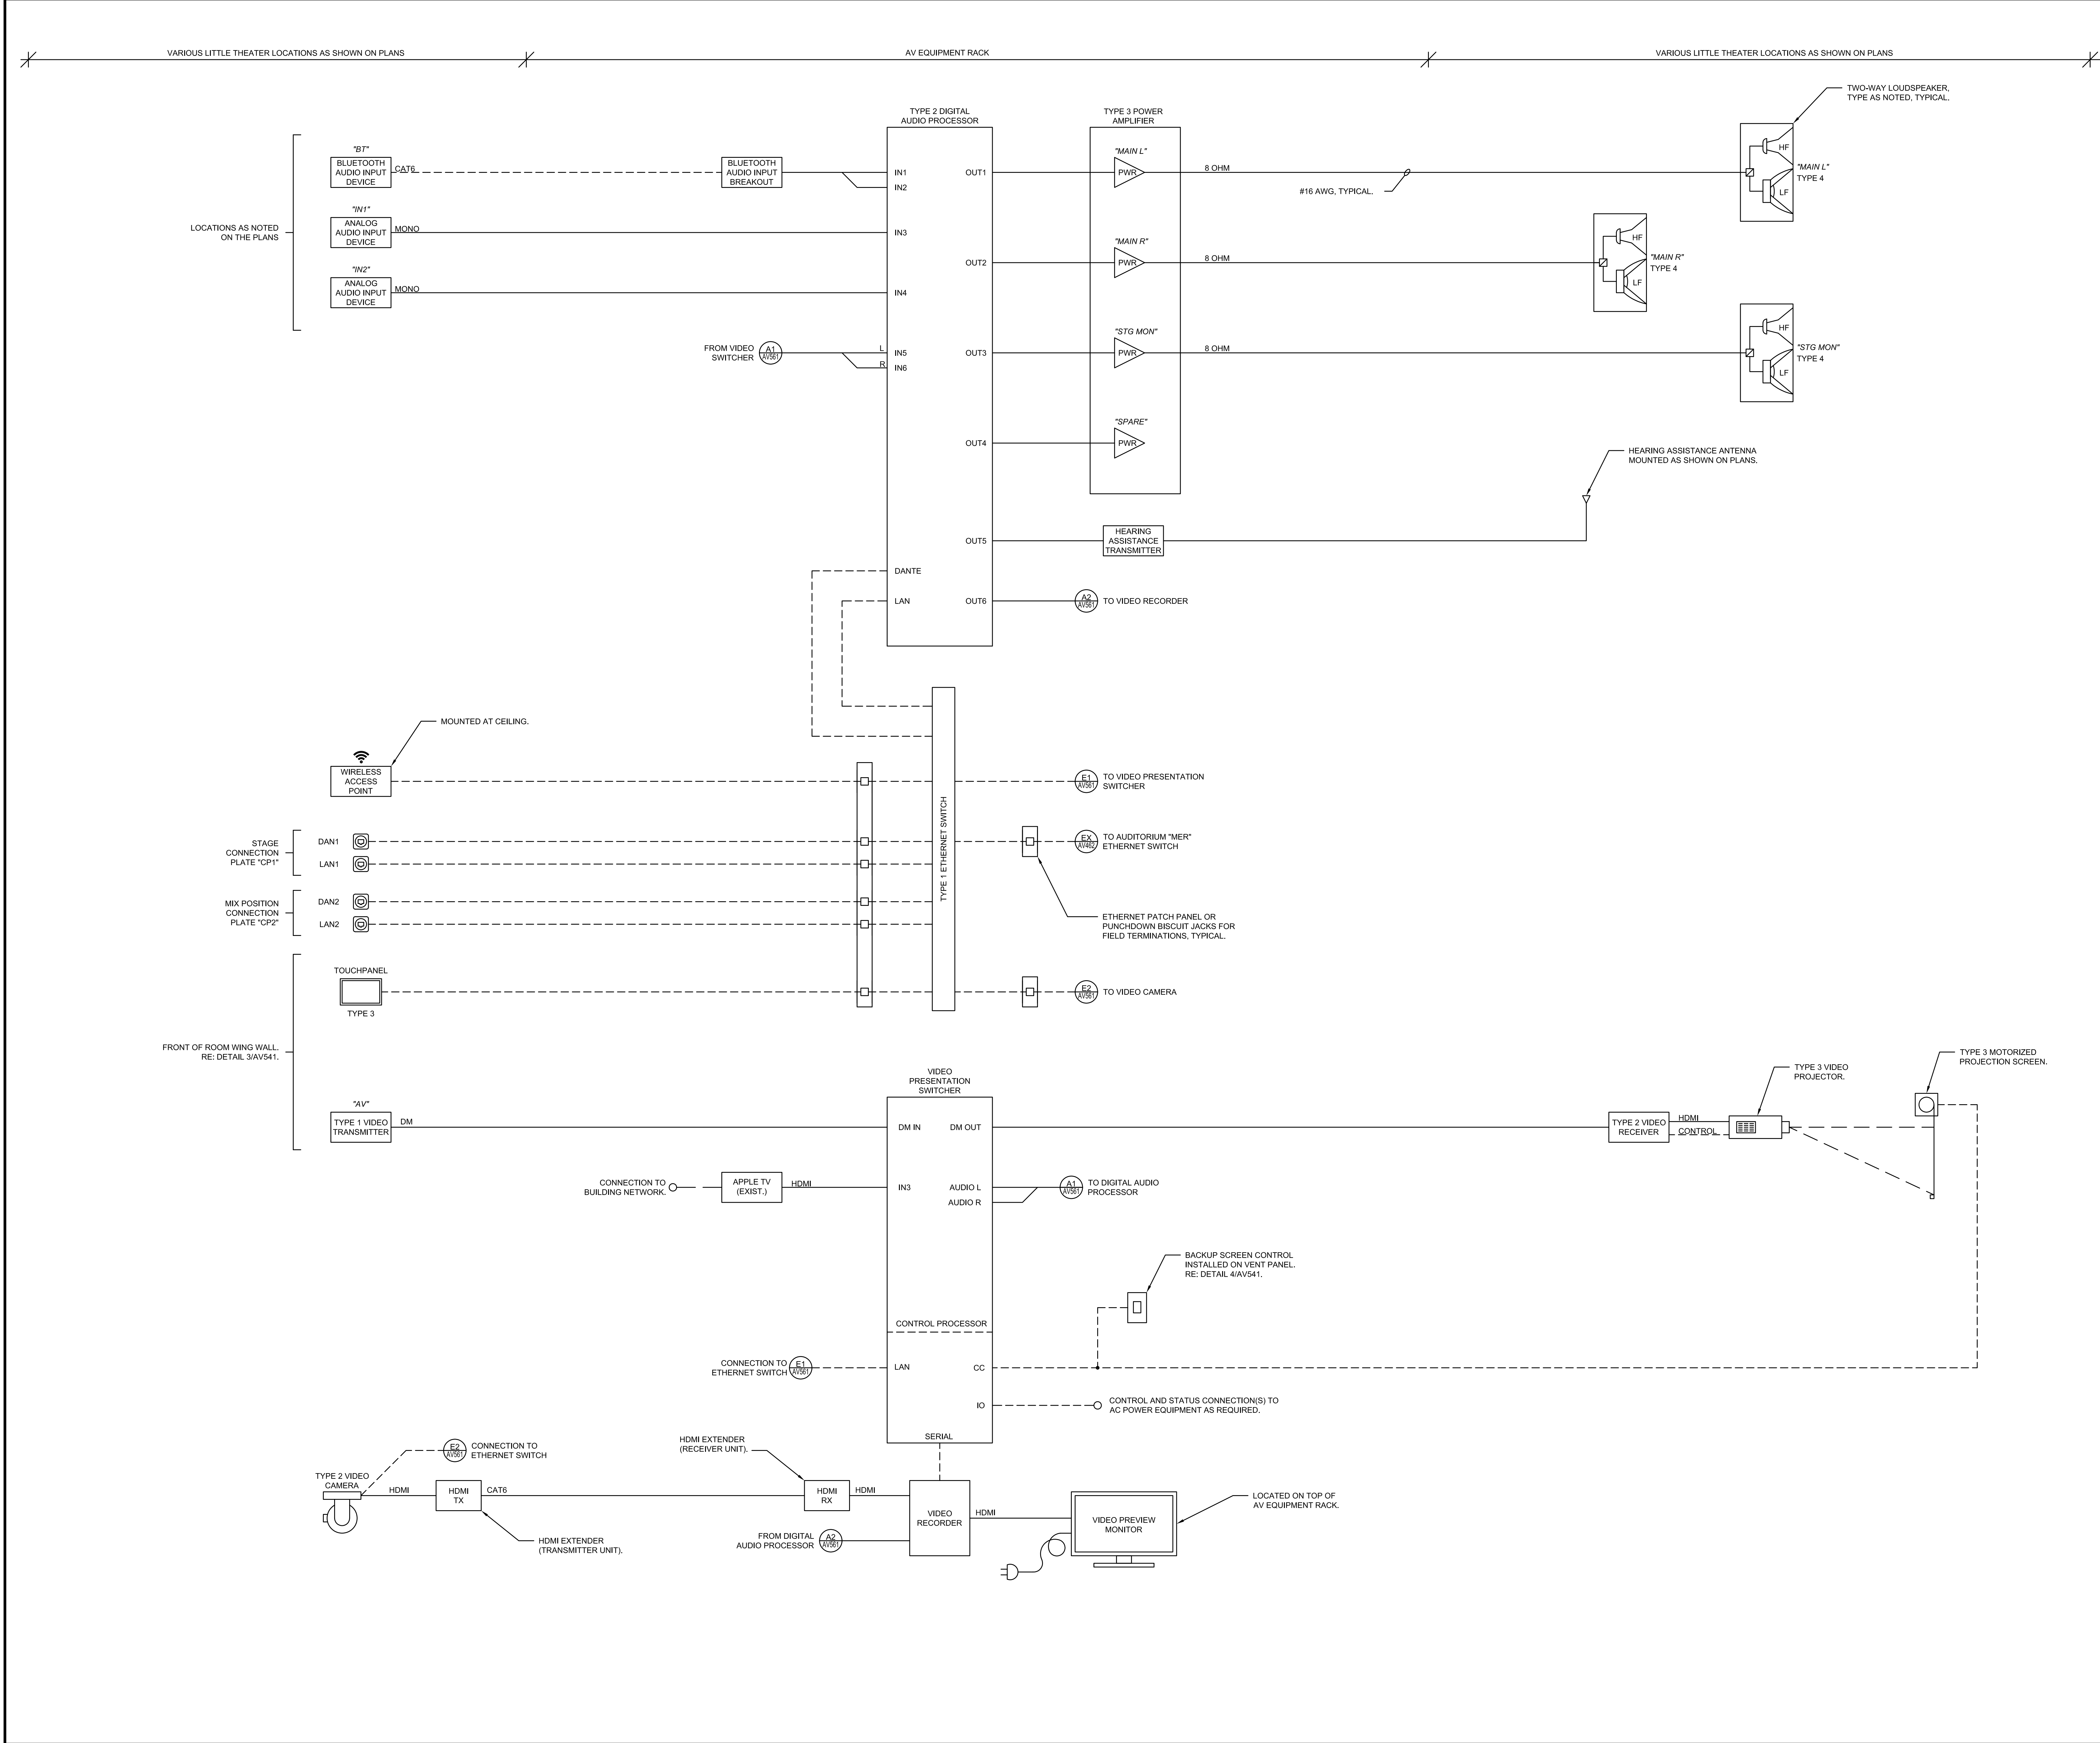 VARIOUS LITTLE THEATER LOCATIONS AS SHOWN ON PLANS
AV EQUIPMENT RACK
VARIOUS LITTLE THEATER LOCATIONS AS SHOWN ON PLANS
TWO-WAY LOUDSPEAKER,
TYPE AS NOTED, TYPICAL.
TYPE 2 DIGITAL
AUDIO PROCESSOR
TYPE 3 POWER
AMPLIFIER
LOCATIONS AS NOTED
ON THE PLANS
"BT"
BLUETOOTH
AUDIO INPUT
DEVICE
CAT6
BLUETOOTH
AUDIO INPUT
BREAKOUT
IN1
IN2
OUT1
"MAIN L"
PWR
8 OHM
#16 AWG, TYPICAL.
HF
LF
"MAIN L"
TYPE 4
"IN1"
ANALOG
AUDIO INPUT
DEVICE
MONO
IN3
OUT2
"MAIN R"
PWR
8 OHM
HF
LF
"MAIN R"
TYPE 4
"IN2"
ANALOG
AUDIO INPUT
DEVICE
MONO
IN4
FROM VIDEO
SWITCHER
A1
AV561
L
R
IN5
IN6
OUT3
"STG MON"
PWR
8 OHM
HF
LF
"STG MON"
TYPE 4
OUT4
"SPARE"
PWR
HEARING ASSISTANCE ANTENNA
MOUNTED AS SHOWN ON PLANS.
OUT5
HEARING
ASSISTANCE
TRANSMITTER
DANTE
LAN
OUT6
A2
AV561
TO VIDEO RECORDER
MOUNTED AT CEILING.
WIRELESS
ACCESS
POINT
TYPE 1 ETHERNET SWITCH
E1
AV561
TO VIDEO PRESENTATION
SWITCHER
STAGE
CONNECTION
PLATE "CP1"
DAN1
LAN1
EX
AV462
TO AUDITORIUM "MER"
ETHERNET SWITCH
MIX POSITION
CONNECTION
PLATE "CP2"
DAN2
LAN2
ETHERNET PATCH PANEL OR
PUNCHDOWN BISCUIT JACKS FOR
FIELD TERMINATIONS, TYPICAL.
TOUCHPANEL
TYPE 3
E2
AV561
TO VIDEO CAMERA
FRONT OF ROOM WING WALL.
RE: DETAIL 3/AV541.
VIDEO
PRESENTATION
SWITCHER
TYPE 3 VIDEO
PROJECTOR.
TYPE 3 MOTORIZED
PROJECTION SCREEN.
"AV"
TYPE 1 VIDEO
TRANSMITTER
DM
DM IN
DM OUT
TYPE 2 VIDEO
RECEIVER
HDMI
CONTROL
CONNECTION TO
BUILDING NETWORK.
APPLE TV
(EXIST.)
HDMI
IN3
AUDIO L
AUDIO R
A1
AV561
TO DIGITAL AUDIO
PROCESSOR
BACKUP SCREEN CONTROL
INSTALLED ON VENT PANEL.
RE: DETAIL 4/AV541.
CONTROL PROCESSOR
CONNECTION TO
ETHERNET SWITCH
E1
AV561
LAN
CC
IO
CONTROL AND STATUS CONNECTION(S) TO
AC POWER EQUIPMENT AS REQUIRED.
SERIAL
E2
AV561
CONNECTION TO
ETHERNET SWITCH
HDMI EXTENDER
(RECEIVER UNIT).
TYPE 2 VIDEO
CAMERA
HDMI
HDMI
TX
CAT6
HDMI
RX
HDMI
VIDEO
RECORDER
HDMI
VIDEO PREVIEW
MONITOR
LOCATED ON TOP OF
AV EQUIPMENT RACK.
HDMI EXTENDER
(TRANSMITTER UNIT).
FROM DIGITAL
AUDIO PROCESSOR
A2
AV561